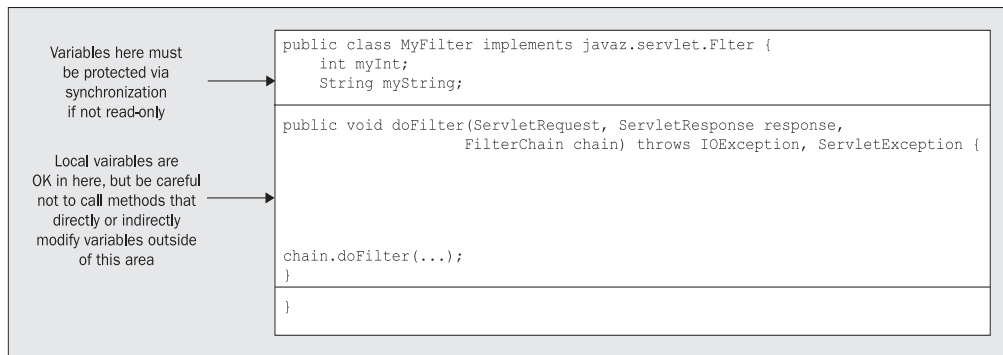 Variables here must
be protected via
synchronization
if not read-only
public class MyFilter implements javaz.servlet.Flter {
int myInt;
String myString;
Local vairables are
OK in here, but be careful
not to call methods that
directly or indirectly
modify variables outside
of this area
public void doFilter(ServletRequest, ServletResponse response,
FilterChain chain) throws IOException, ServletException {
chain.doFilter(...);
}
}